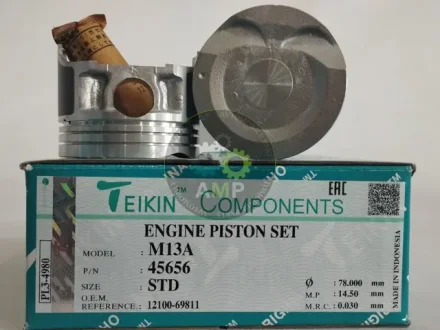 AMP
TEIKIN™ COMPONENTS
EAC
ENGINE PISTON SET
MODEL : M13A
P/N : 45656
SIZE : STD
O.E.M.
REFERENCE. : 12100-69811
Ø : 78.000 mm
M.P : 14.50 mm
M.R.C : 0.030 mm
PL3-4980
MADE IN MALAYSIA